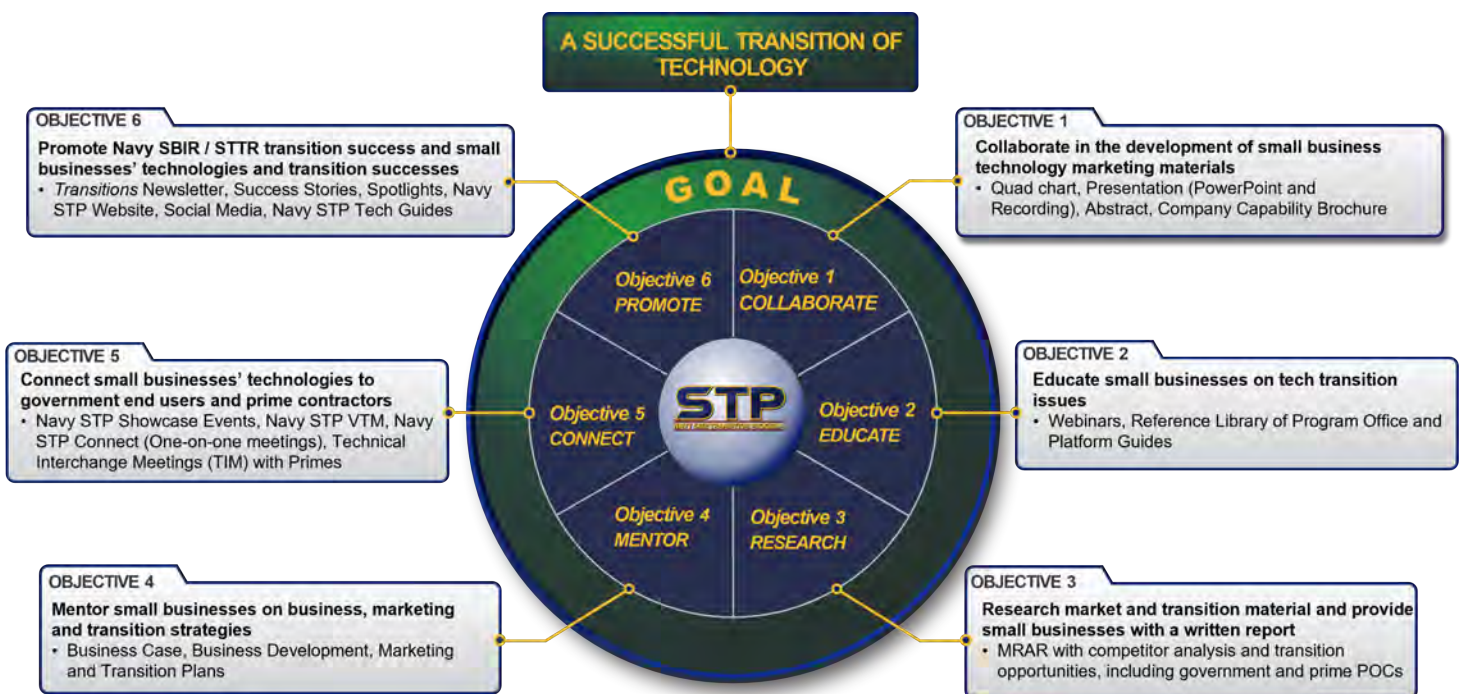 A SUCCESSFUL TRANSITION OF
TECHNOLOGY
OBJECTIVE 6
Promote Navy SBIR / STTR transition success and small
businesses' technologies and transition successes
• Transitions Newsletter, Success Stories, Spotlights, Navy
STP Website, Social Media, Navy STP Tech Guides
OBJECTIVE 1
Collaborate in the development of small business
technology marketing materials
• Quad chart, Presentation (PowerPoint and
Recording), Abstract, Company Capability Brochure
GOAL
Objective 6
PROMOTE
Objective 1
COLLABORATE
OBJECTIVE 5
Connect small businesses' technologies to
government end users and prime contractors
• Navy STP Showcase Events, Navy STP VTM, Navy
STP Connect (One-on-one meetings), Technical
Interchange Meetings (TIM) with Primes
Objective 5
CONNECT
STP
Objective 2
EDUCATE
OBJECTIVE 2
Educate small businesses on tech transition
issues
• Webinars, Reference Library of Program Office and
Platform Guides
Objective 4
MENTOR
Objective 3
RESEARCH
OBJECTIVE 4
Mentor small businesses on business, marketing
and transition strategies
• Business Case, Business Development, Marketing
and Transition Plans
OBJECTIVE 3
Research market and transition material and provide
small businesses with a written report
• MRAR with competitor analysis and transition
opportunities, including government and prime POCs